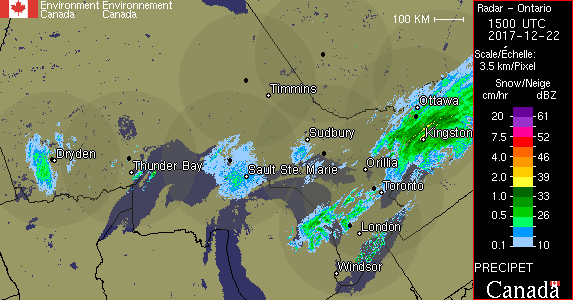 Environment Environnement
Canada Canada
100 KM
Timmins
Ottawa
Sudbury
Kingston
Dryden
Thunder Bay
Sault Ste. Marie
Orillia
Toronto
London
Windsor
Radar - Ontario
1500 UTC
2017-12-22
Scale/Échelle:
3.5 km/Pixel
Snow/Neige
cm/hr dBZ
20 61
7.5 52
4.0 46
2.0 39
1.0 33
0.5 26
0.1 10
PRECIPET
Canada